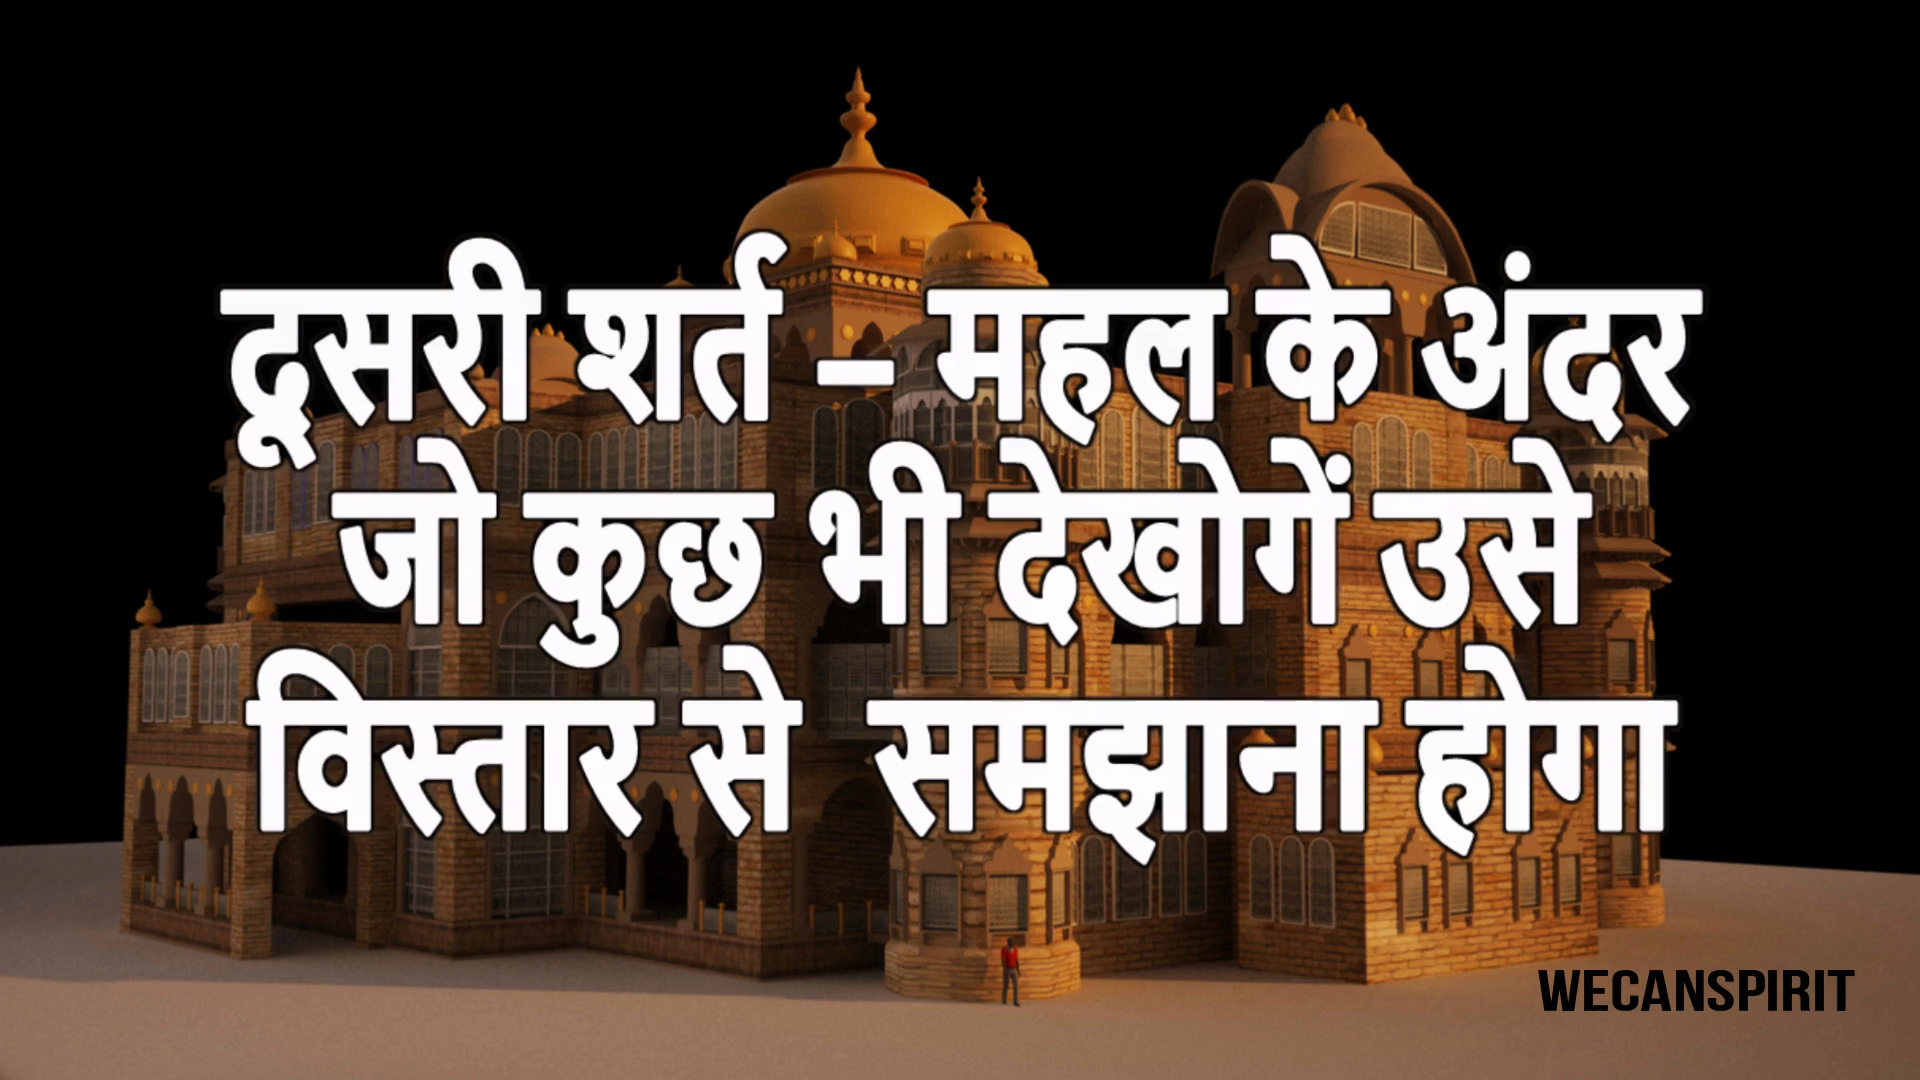 दूसरी शर्त – महल के अंदर
जो कुछ भी देखोगें उसे
विस्तार से समझाना होगा
WECANSPIRIT